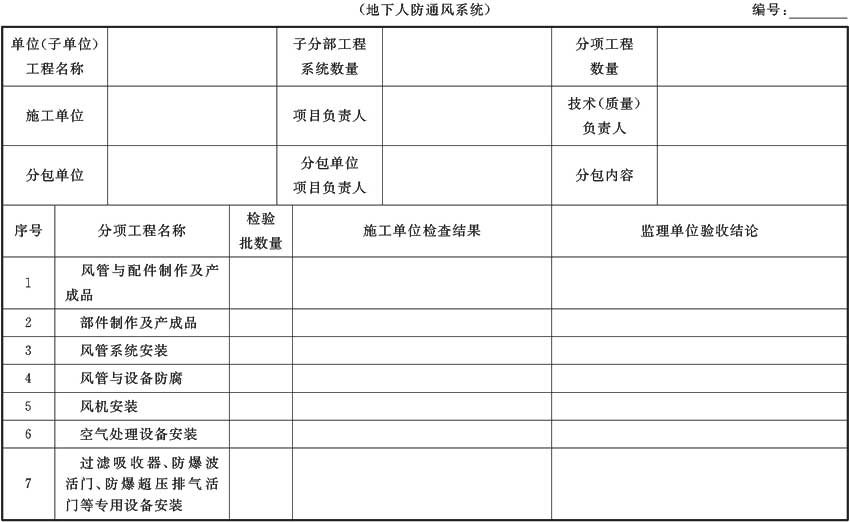 （地下人防通风系统）
编号：
单位（子单位）
工程名称
子分部工程
系统数量
分项工程
数量
施工单位
项目负责人
技术（质量）
负责人
分包单位
分包单位
项目负责人
分包内容
序号
分项工程名称
检验
批数量
施工单位检查结果
监理单位验收结论
1
风管与配件制作及产
成品
2
部件制作及产成品
3
风管系统安装
4
风管与设备防腐
5
风机安装
6
空气处理设备安装
7
过滤吸收器、防爆波
活门、防爆超压排气活
门等专用设备安装